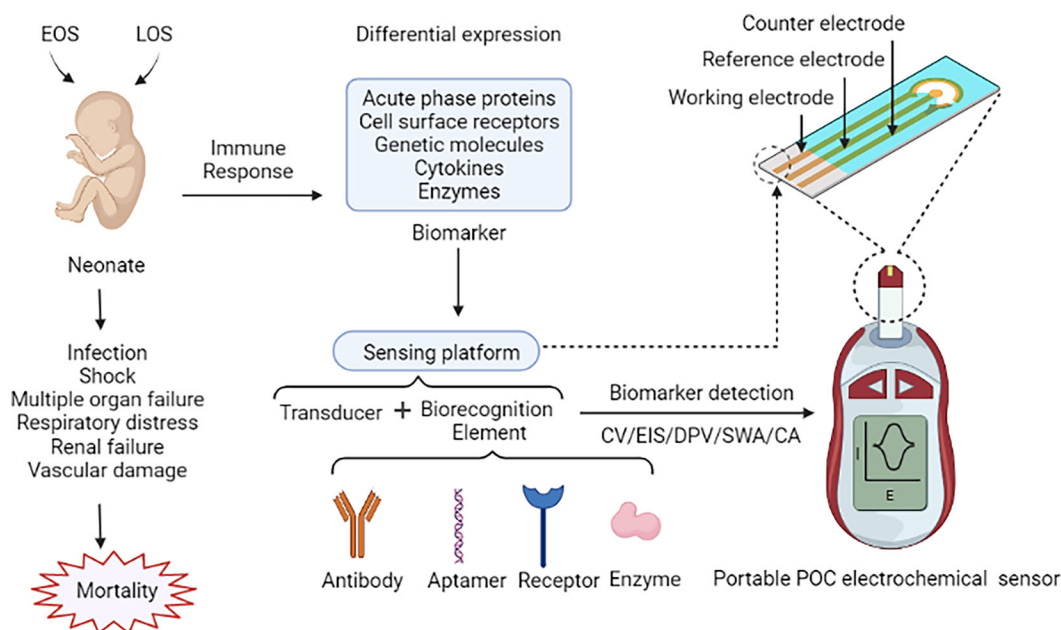 EOS
LOS
Neonate
Infection
Shock
Multiple organ failure
Respiratory distress
Renal failure
Vascular damage
Mortality
Immune
Response
Differential expression
Acute phase proteins
Cell surface receptors
Genetic molecules
Cytokines
Enzymes
Biomarker
Sensing platform
Transducer + Biorecognition
Element
Antibody
Aptamer
Receptor
Enzyme
Biomarker detection
CV/EIS/DPV/SWA/CA
Counter electrode
Reference electrode
Working electrode
I
E
Portable POC electrochemical sensor